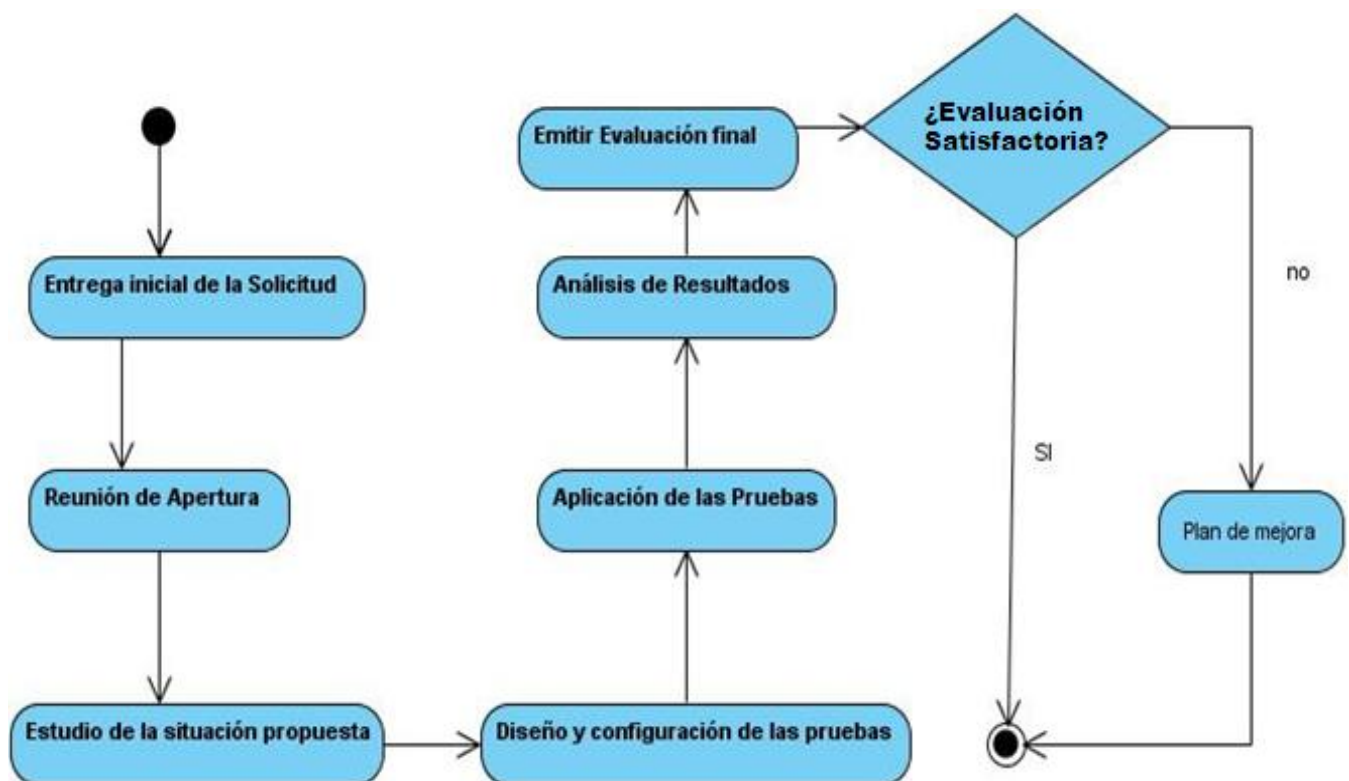 Entrega inicial de la Solicitud
Reunión de Apertura
Estudio de la situación propuesta
Diseño y configuración de las pruebas
Aplicación de las Pruebas
Análisis de Resultados
Emitir Evaluación final
¿Evaluación
Satisfactoria?
SI
no
Plan de mejora